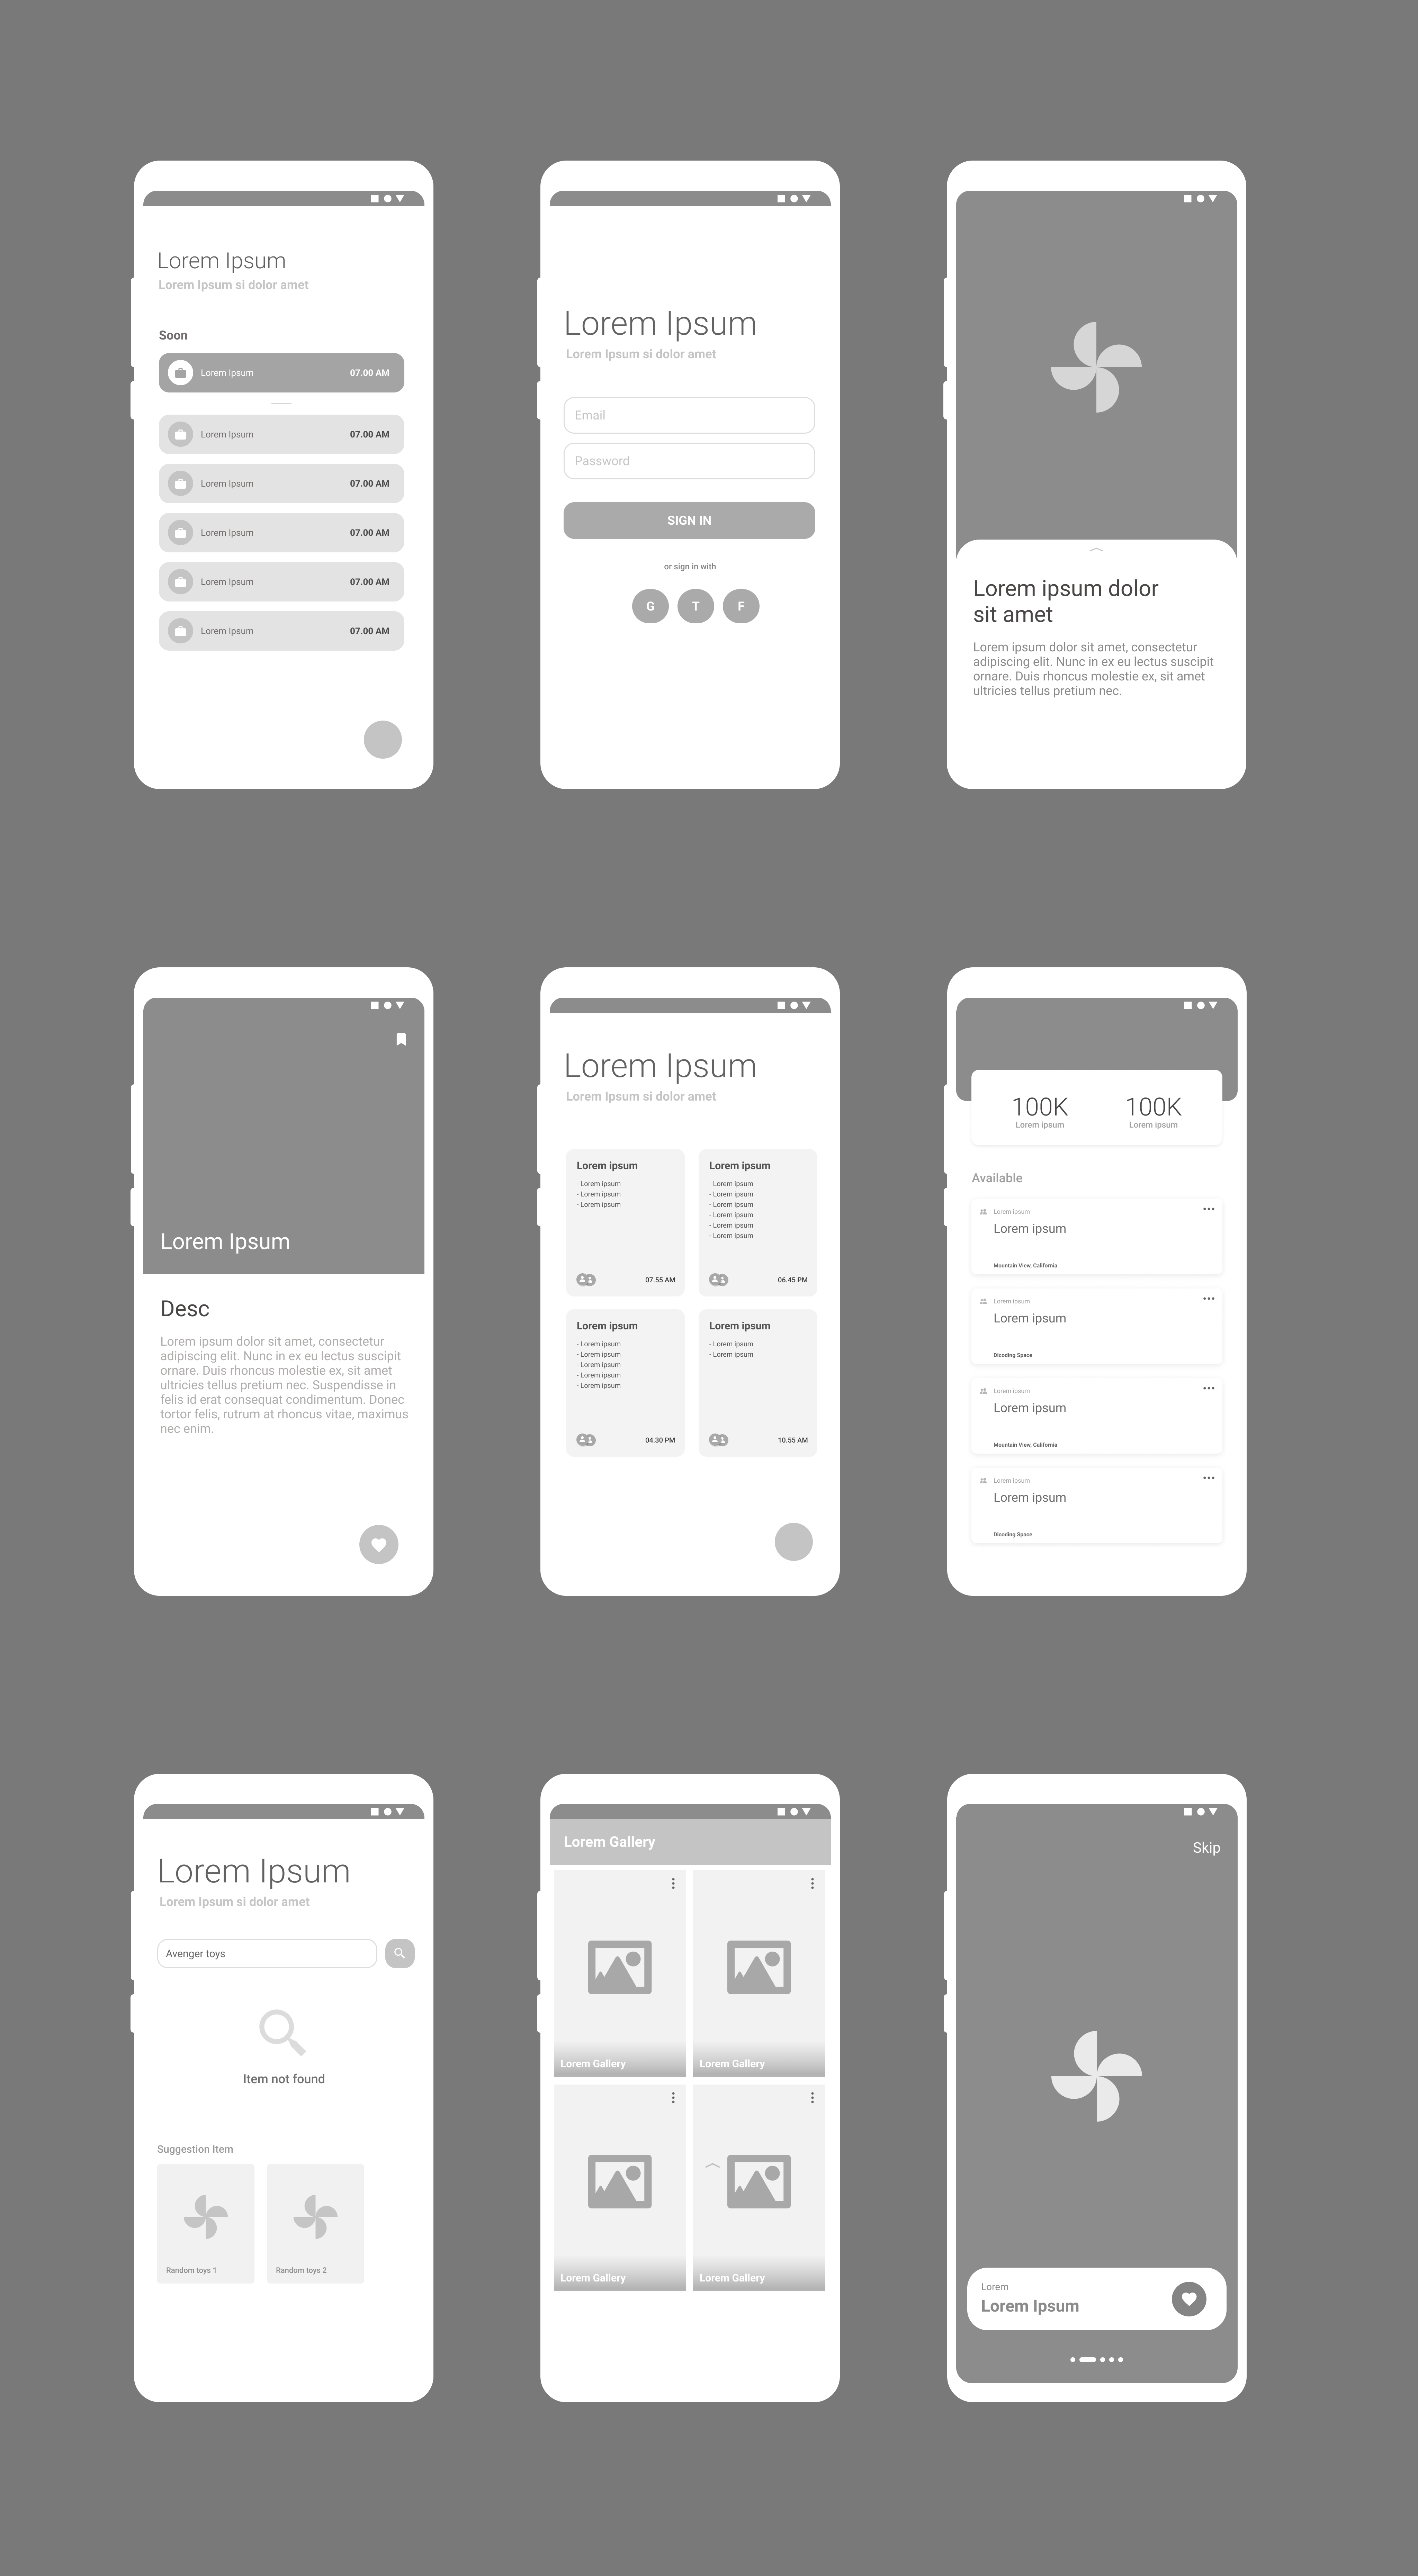 Lorem Ipsum
Lorem Ipsum si dolor amet
Soon
Lorem Ipsum 07.00 AM
Lorem Ipsum 07.00 AM
Lorem Ipsum 07.00 AM
Lorem Ipsum 07.00 AM
Lorem Ipsum 07.00 AM
Lorem Ipsum 07.00 AM
Lorem Ipsum
Lorem Ipsum si dolor amet
Email
Password
SIGN IN
or sign in with
G T F
Lorem ipsum dolor
sit amet
Lorem ipsum dolor sit amet, consectetur
adipiscing elit. Nunc in ex eu lectus suscipit
ornare. Duis rhoncus molestie ex, sit amet
ultricies tellus pretium nec.
Lorem Ipsum
Desc
Lorem ipsum dolor sit amet, consectetur
adipiscing elit. Nunc in ex eu lectus suscipit
ornare. Duis rhoncus molestie ex, sit amet
ultricies tellus pretium nec. Suspendisse in
felis id erat consequat condimentum. Donec
tortor felis, rutrum at rhoncus vitae, maximus
nec enim.
Lorem Ipsum
Lorem Ipsum si dolor amet
Lorem ipsum
- Lorem ipsum
- Lorem ipsum
- Lorem ipsum
07.55 AM
Lorem ipsum
- Lorem ipsum
- Lorem ipsum
- Lorem ipsum
- Lorem ipsum
- Lorem ipsum
- Lorem ipsum
06.45 PM
Lorem ipsum
- Lorem ipsum
- Lorem ipsum
- Lorem ipsum
- Lorem ipsum
- Lorem ipsum
04.30 PM
Lorem ipsum
- Lorem ipsum
- Lorem ipsum
10.55 AM
100K 100K
Lorem ipsum Lorem ipsum
Available
Lorem ipsum
Lorem ipsum
Mountain View, California
Lorem ipsum
Lorem ipsum
Dicoding Space
Lorem ipsum
Lorem ipsum
Mountain View, California
Lorem ipsum
Lorem ipsum
Dicoding Space
Lorem Ipsum
Lorem Ipsum si dolor amet
Avenger toys
Item not found
Suggestion Item
Random toys 1 Random toys 2
Lorem Gallery
Lorem Gallery Lorem Gallery
Lorem Gallery Lorem Gallery
Skip
Lorem
Lorem Ipsum